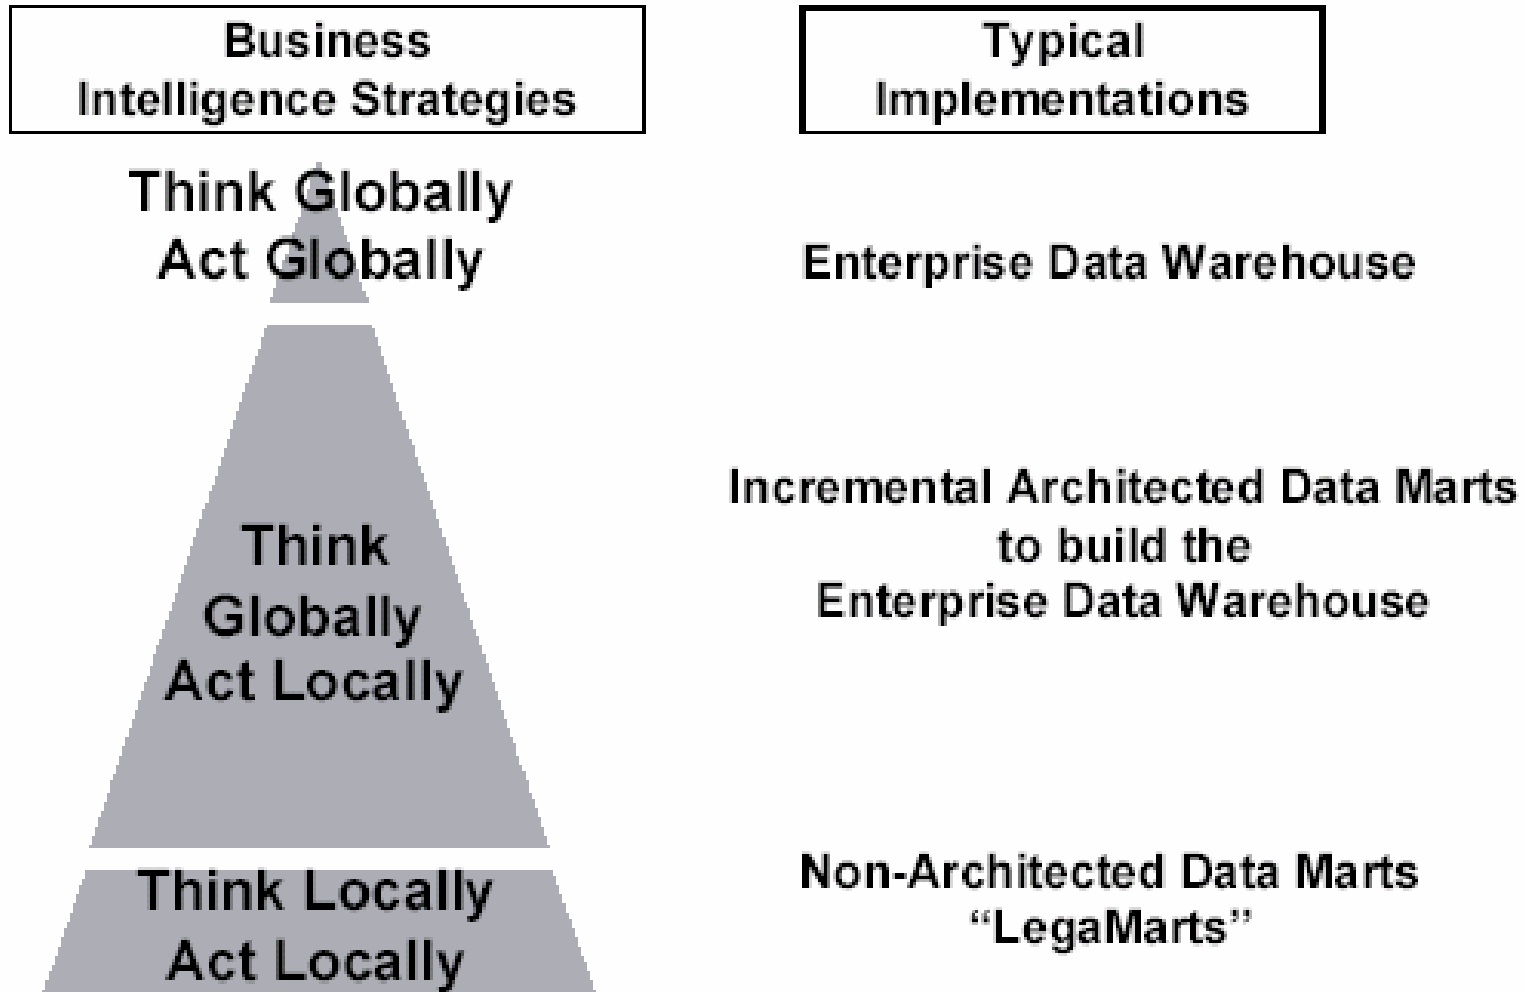 Business
Intelligence Strategies
Typical
Implementations
Think Globally
Act Globally
Enterprise Data Warehouse
Think
Globally
Act Locally
Incremental Architected Data Marts
to build the
Enterprise Data Warehouse
Think Locally
Act Locally
Non-Architected Data Marts
“LegaMarts”